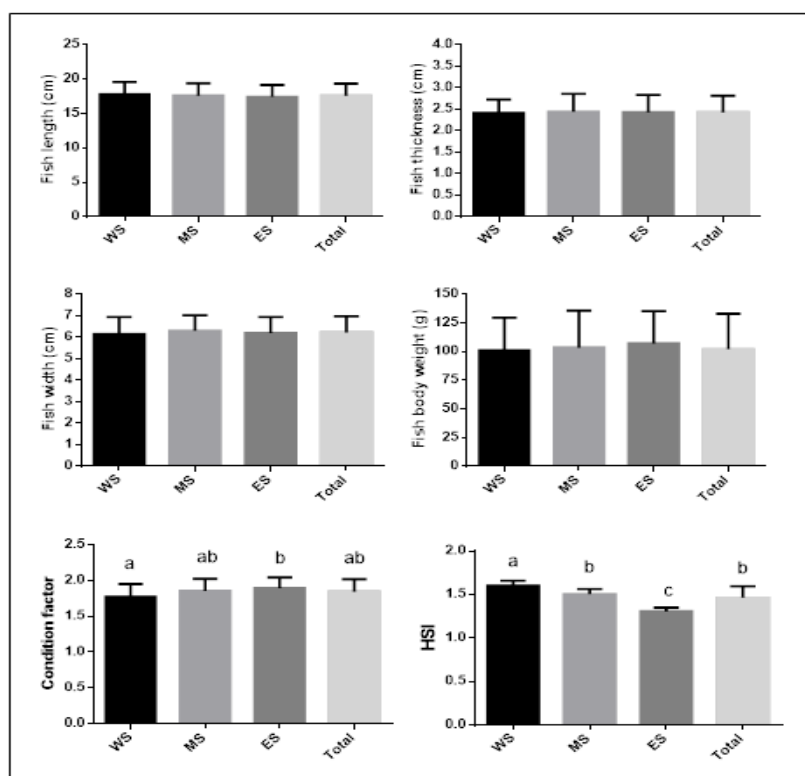 Fish length (cm)
25
20
15
10
5
0
WS
MS
ES
Total
Fish thickness (cm)
4.0
3.5
3.0
2.5
2.0
1.5
1.0
0.5
0.0
WS
MS
ES
Total
Fish width (cm)
8
7
6
5
4
3
2
1
0
WS
MS
ES
Total
Fish body weight (g)
150
125
100
75
50
25
0
WS
MS
ES
Total
Condition factor
2.5
2.0
1.5
1.0
0.5
0.0
a
ab
b
ab
WS
MS
ES
Total
HSI
2.0
1.5
1.0
0.5
0.0
a
b
c
b
WS
MS
ES
Total